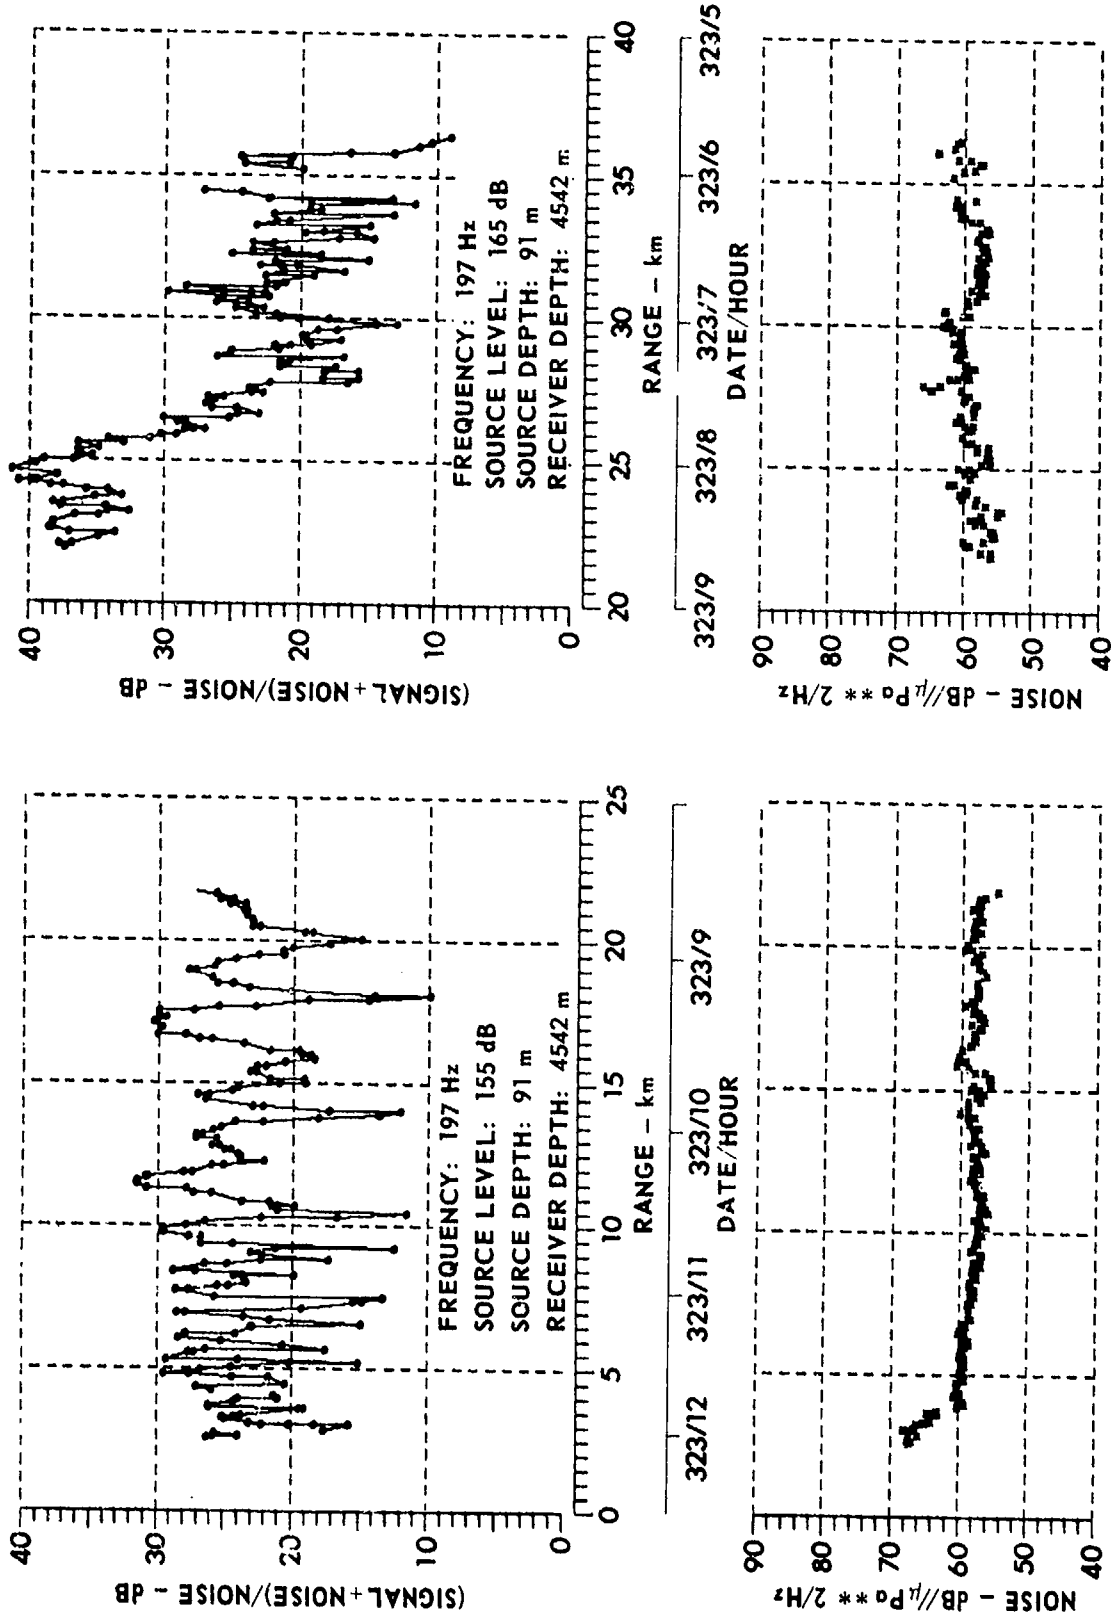 (SIGNAL + NOISE)/NOISE – dB
40
30
20
10
0
FREQUENCY: 197 Hz
SOURCE LEVEL: 155 dB
SOURCE DEPTH: 91 m
RECEIVER DEPTH: 4542 m
0
5
10
15
20
25
RANGE – km
323/12
323/11
323/10
323/9
DATE/HOUR
NOISE – dB//μPa ** 2/Hz
90
80
70
60
50
40
(SIGNAL + NOISE)/NOISE – dB
40
30
20
10
0
FREQUENCY: 197 Hz
SOURCE LEVEL: 165 dB
SOURCE DEPTH: 91 m
RECEIVER DEPTH: 4542 m
20
25
30
35
40
RANGE – km
323/9
323/8
323/7
323/6
323/5
DATE/HOUR
NOISE – dB//μPa ** 2/Hz
90
80
70
60
50
40